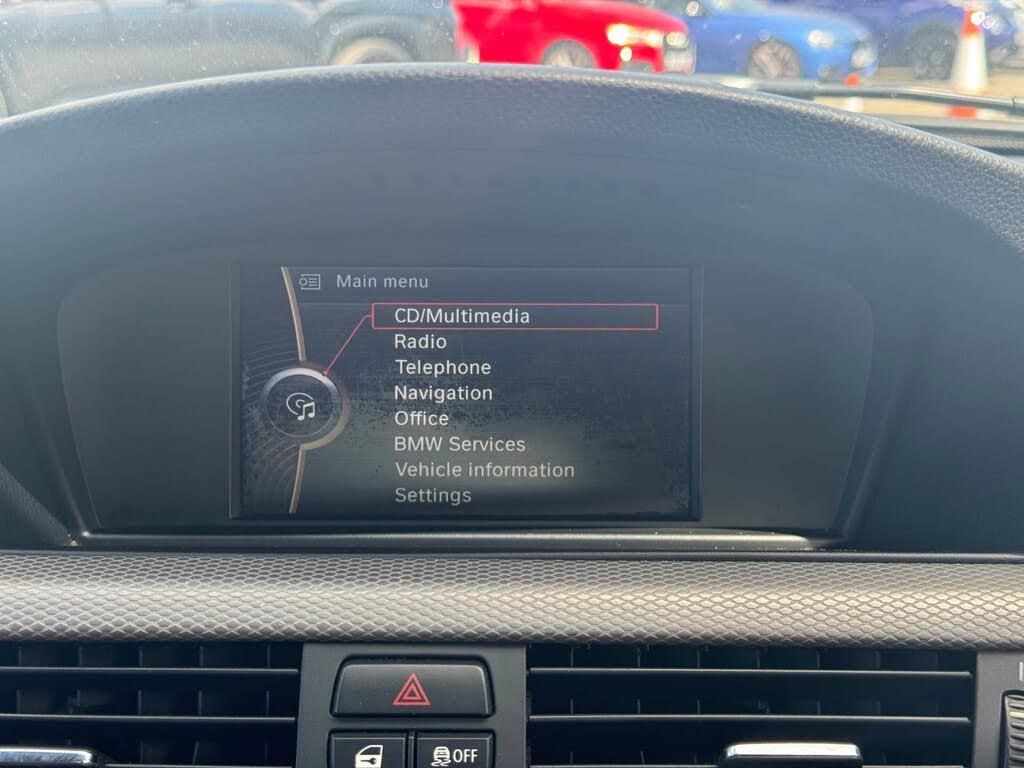 Main menu
CD/Multimedia
Radio
Telephone
Navigation
Office
BMW Services
Vehicle information
Settings
OFF